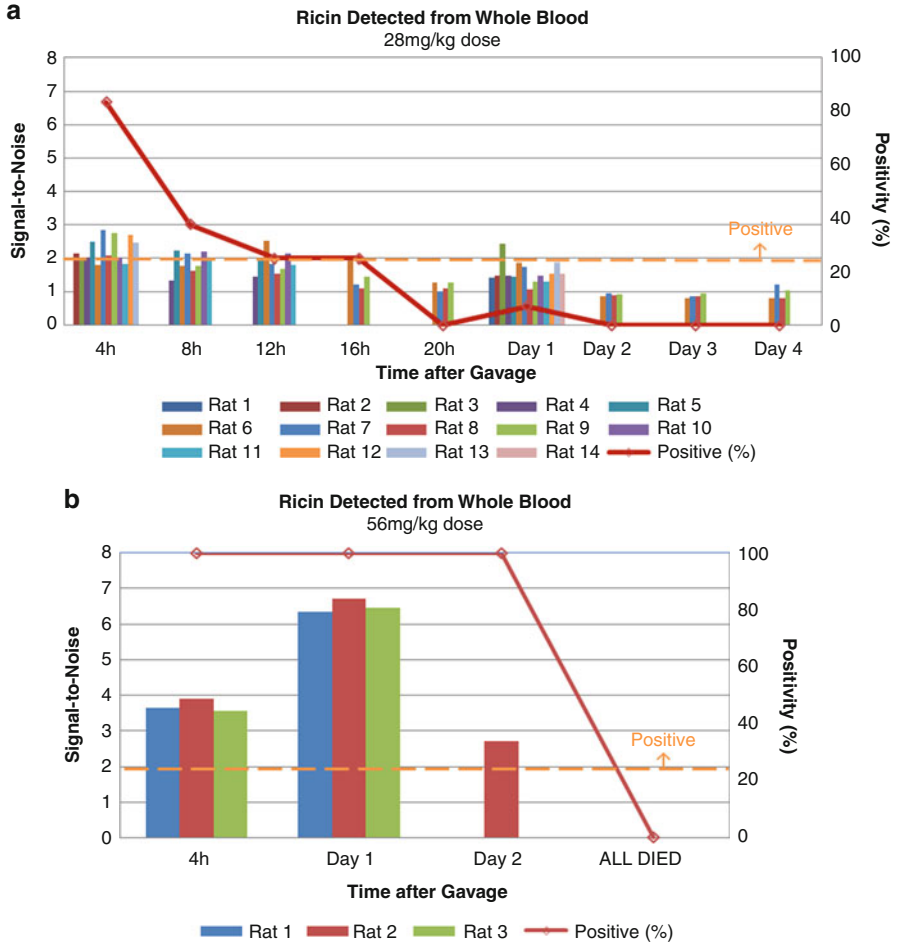 a
Ricin Detected from Whole Blood
28mg/kg dose
Signal-to-Noise
8
7
6
5
4
3
2
1
0
100
80
60
40
20
0
Positivity (%)
Positive
4h 8h 12h 16h 20h Day 1 Day 2 Day 3 Day 4
Time after Gavage
Rat 1 Rat 2 Rat 3 Rat 4 Rat 5
Rat 6 Rat 7 Rat 8 Rat 9 Rat 10
Rat 11 Rat 12 Rat 13 Rat 14 Positive (%)
b
Ricin Detected from Whole Blood
56mg/kg dose
Signal-to-Noise
8
7
6
5
4
3
2
1
0
100
80
60
40
20
0
Positivity (%)
Positive
4h Day 1 Day 2 ALL DIED
Time after Gavage
Rat 1 Rat 2 Rat 3 Positive (%)